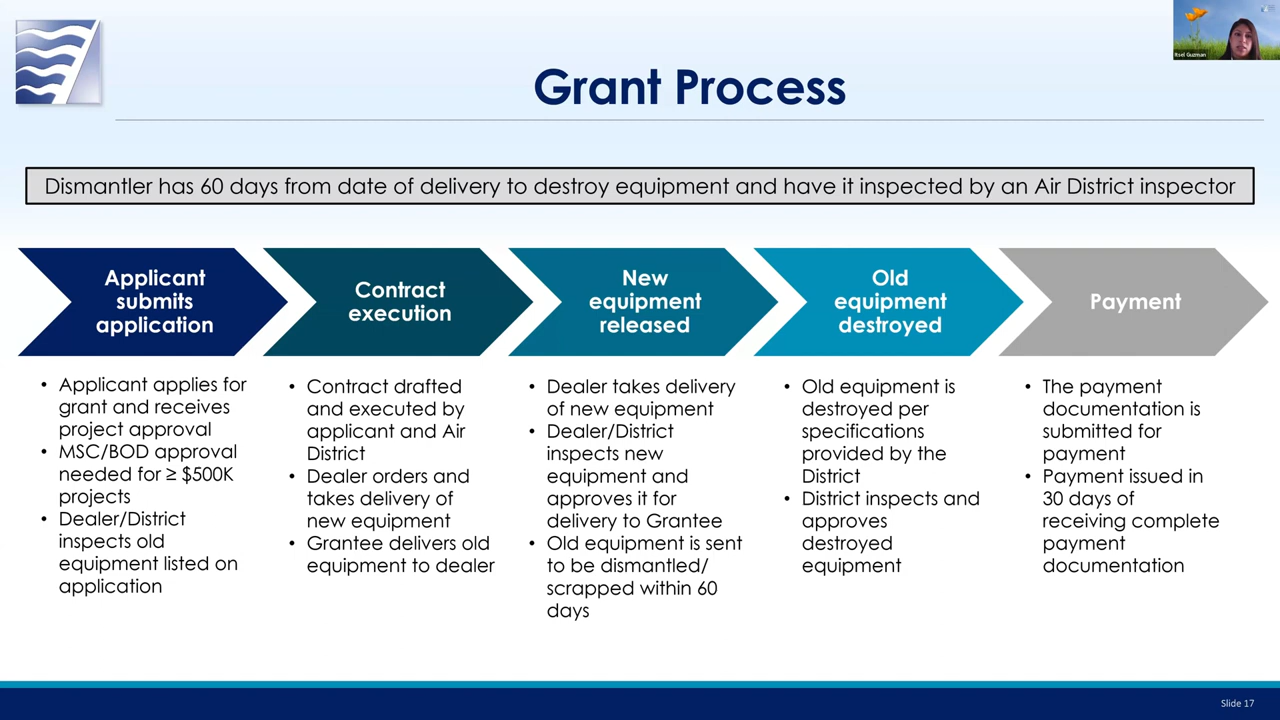 Itsel Guzman
Grant Process
Dismantler has 60 days from date of delivery to destroy equipment and have it inspected by an Air District inspector
Applicant
submits
application
Contract
execution
New
equipment
released
Old
equipment
destroyed
Payment
• Applicant applies for
grant and receives
project approval
• MSC/BOD approval
needed for ≥ $500K
projects
• Dealer/District
inspects old
equipment listed on
application
• Contract drafted
and executed by
applicant and Air
District
• Dealer orders and
takes delivery of
new equipment
• Grantee delivers old
equipment to dealer
• Dealer takes delivery
of new equipment
• Dealer/District
inspects new
equipment and
approves it for
delivery to Grantee
• Old equipment is sent
to be dismantled/
scrapped within 60
days
• Old equipment is
destroyed per
specifications
provided by the
District
• District inspects and
approves
destroyed
equipment
• The payment
documentation is
submitted for
payment
• Payment issued in
30 days of
receiving complete
payment
documentation
Slide 17